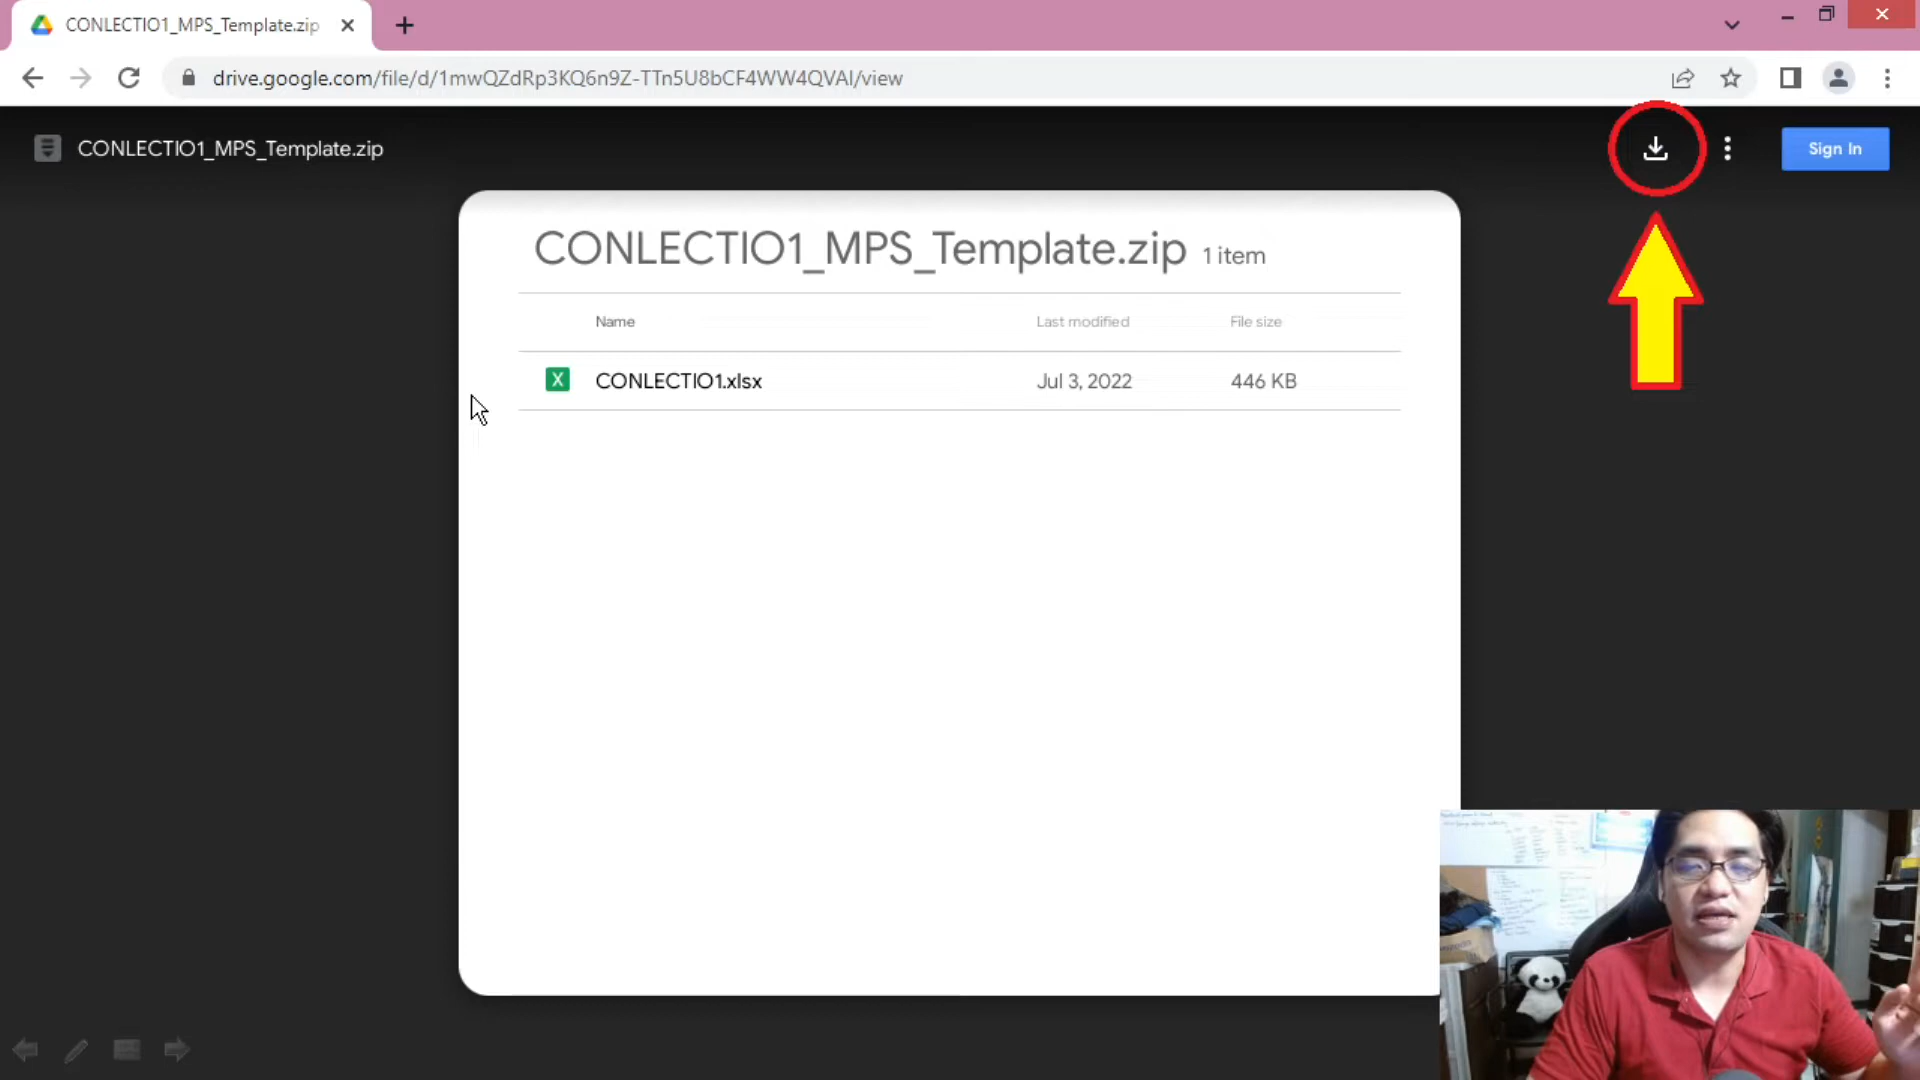 CONLECTIO1_MPS_Template.zip
drive.google.com/file/d/1mwQZdRp3KQ6n9Z-TTn5U8bCF4WW4QVAI/view
CONLECTIO1_MPS_Template.zip
Sign In
CONLECTIO1_MPS_Template.zip 1 item
Name Last modified File size
X CONLECTIO1.xlsx Jul 3, 2022 446 KB